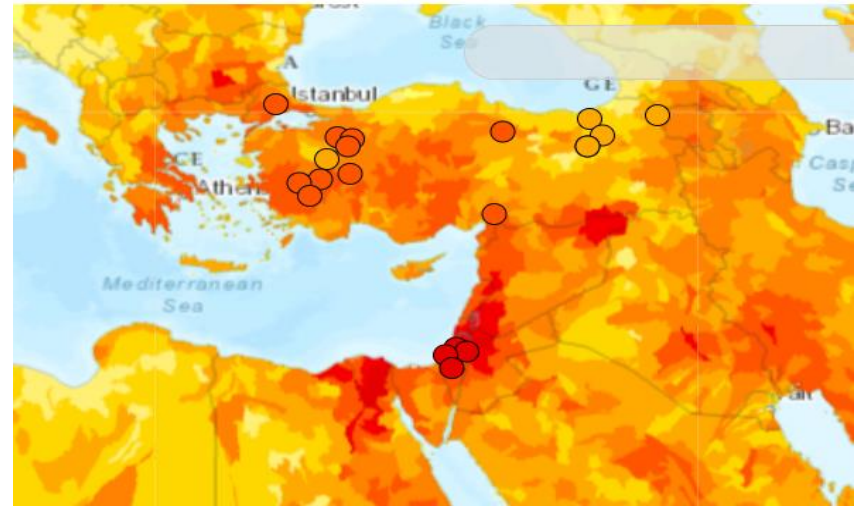 Black
Sea
A
Istanbul
GE
Ba
Casp
Se
CE
Athen
Mediterranean
Sea